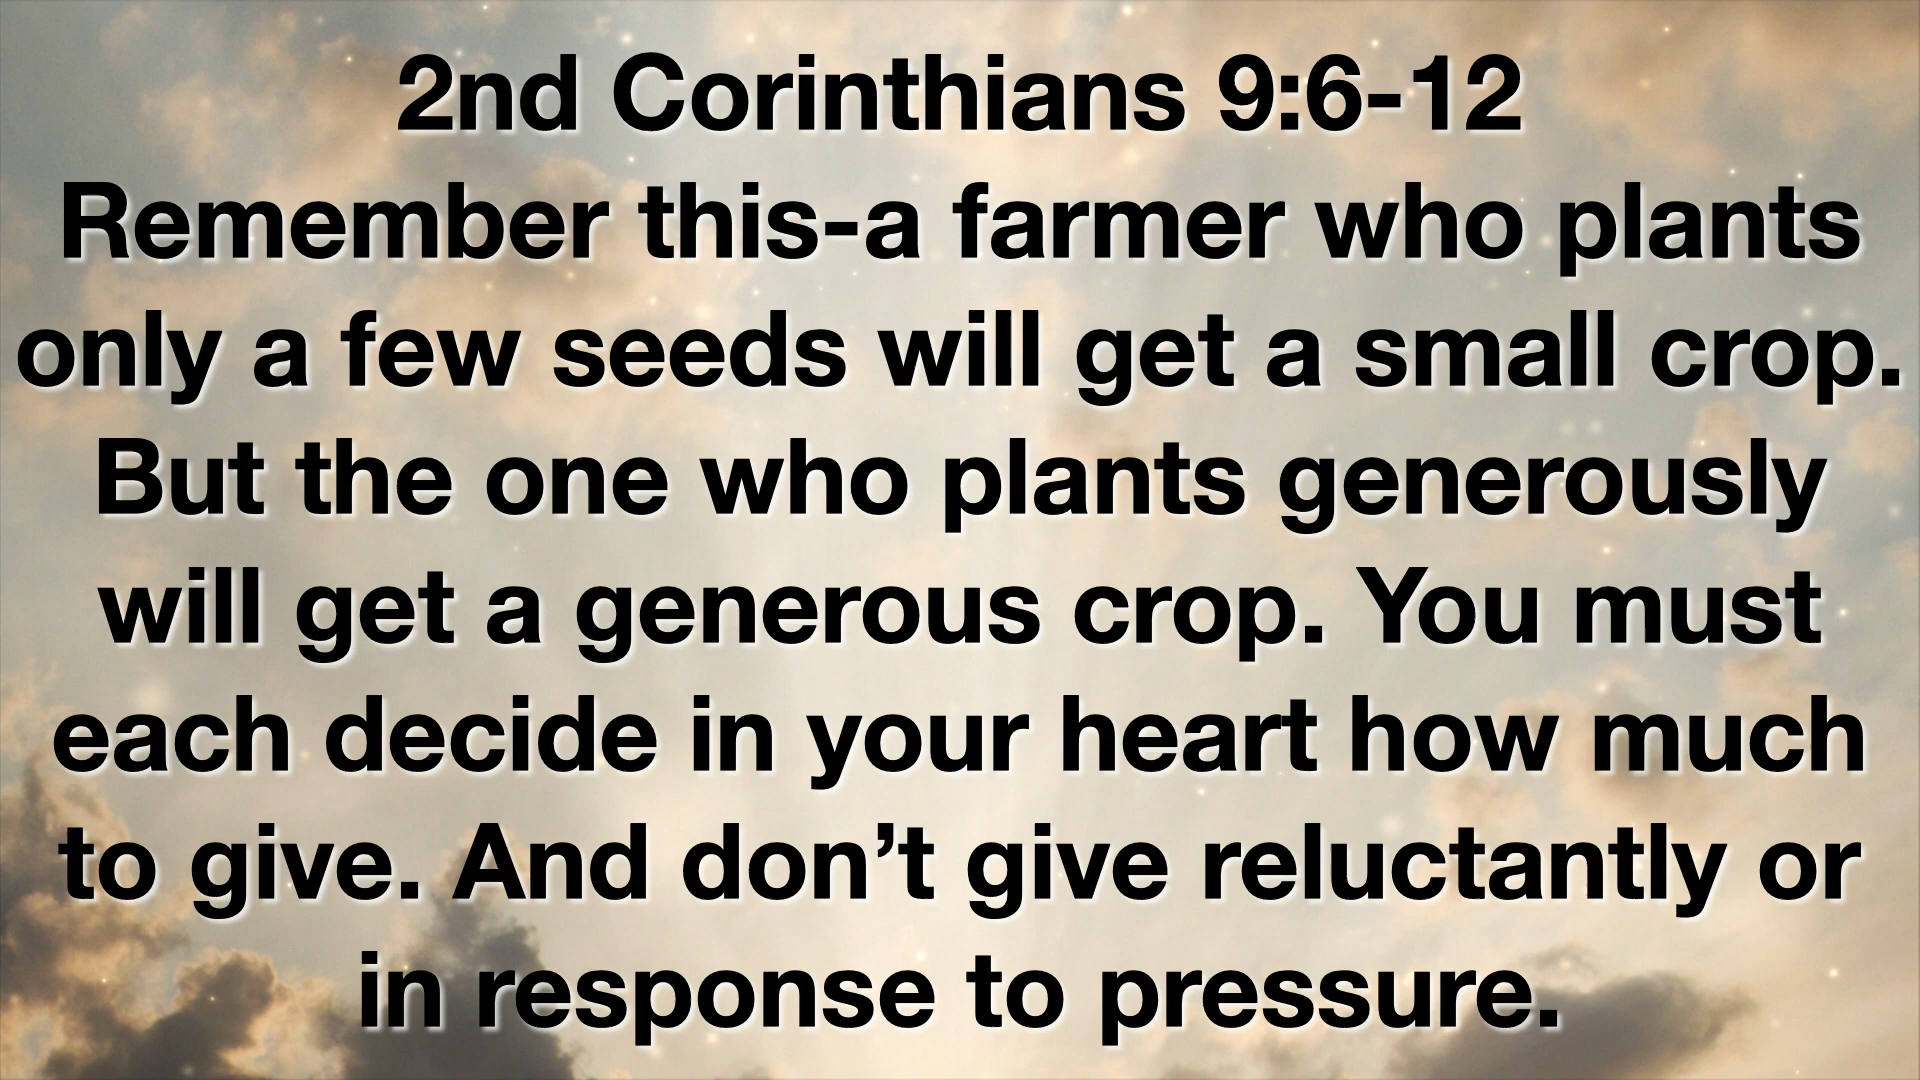 2nd Corinthians 9:6-12
Remember this-a farmer who plants
only a few seeds will get a small crop.
But the one who plants generously
will get a generous crop. You must
each decide in your heart how much
to give. And don’t give reluctantly or
in response to pressure.